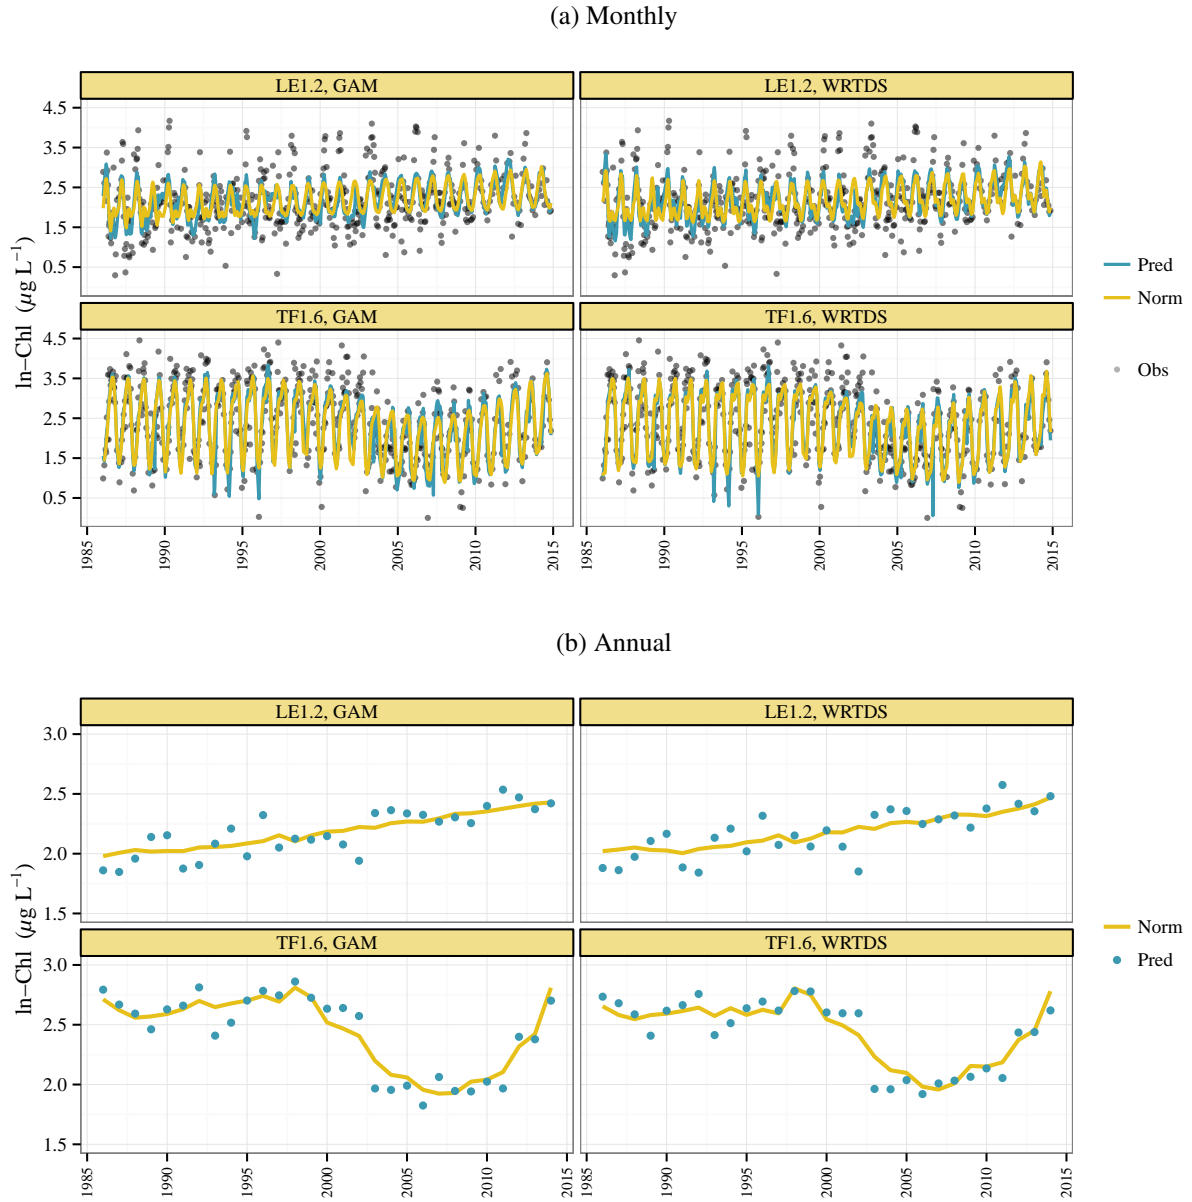 (a) Monthly
LE1.2, GAM
LE1.2, WRTDS
4.5
3.5
2.5
1.5
0.5
TF1.6, GAM
TF1.6, WRTDS
4.5
3.5
2.5
1.5
0.5
ln−Chl (μg L−1)
1985 1990 1995 2000 2005 2010 2015
1985 1990 1995 2000 2005 2010 2015
Pred
Norm
Obs
(b) Annual
LE1.2, GAM
LE1.2, WRTDS
3.0
2.5
2.0
1.5
TF1.6, GAM
TF1.6, WRTDS
3.0
2.5
2.0
1.5
ln−Chl (μg L−1)
1985 1990 1995 2000 2005 2010 2015
1985 1990 1995 2000 2005 2010 2015
Norm
Pred